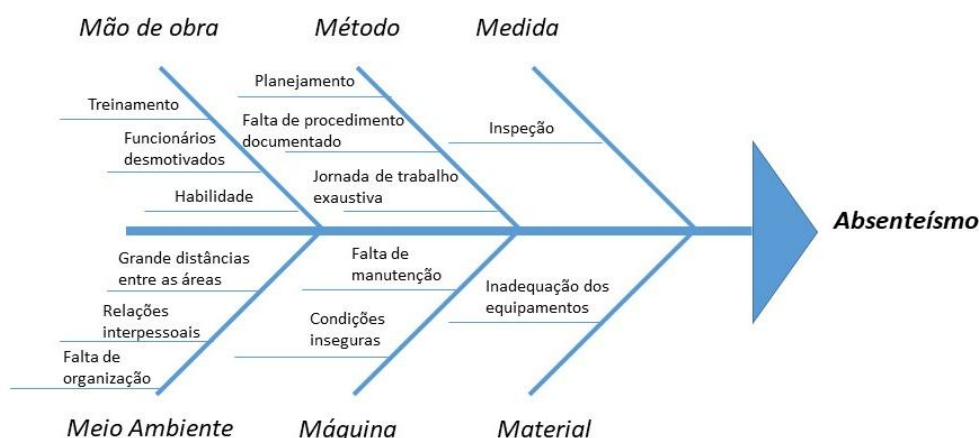 Mão de obra
Método
Medida
Planejamento
Treinamento
Falta de procedimento
documentado
Inspeção
Funcionários
desmotivados
Jornada de trabalho
exaustiva
Habilidade
Absenteísmo
Grande distâncias
entre as áreas
Falta de
manutenção
Inadequação dos
equipamentos
Relações
interpessoais
Condições
inseguras
Falta de
organização
Meio Ambiente
Máquina
Material